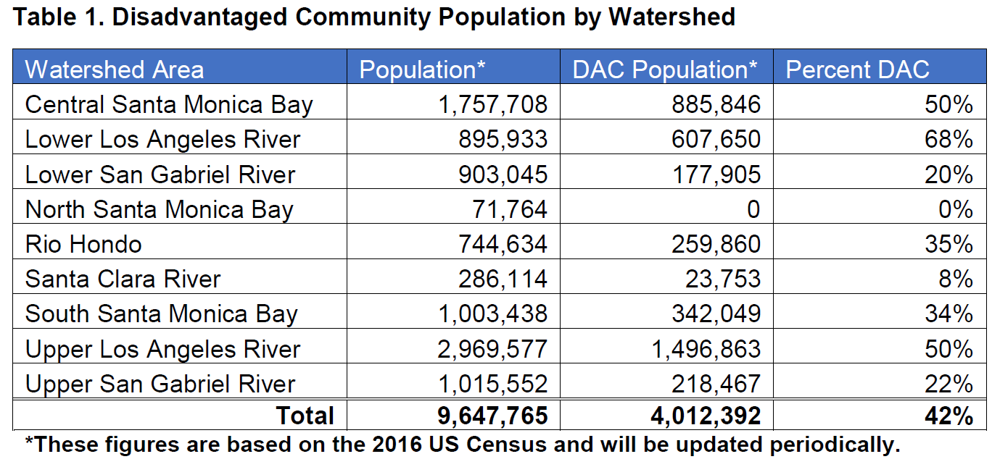 Table 1. Disadvantaged Community Population by Watershed
Watershed Area Population* DAC Population* Percent DAC
Central Santa Monica Bay 1,757,708 885,846 50%
Lower Los Angeles River 895,933 607,650 68%
Lower San Gabriel River 903,045 177,905 20%
North Santa Monica Bay 71,764 0 0%
Rio Hondo 744,634 259,860 35%
Santa Clara River 286,114 23,753 8%
South Santa Monica Bay 1,003,438 342,049 34%
Upper Los Angeles River 2,969,577 1,496,863 50%
Upper San Gabriel River 1,015,552 218,467 22%
Total 9,647,765 4,012,392 42%
*These figures are based on the 2016 US Census and will be updated periodically.